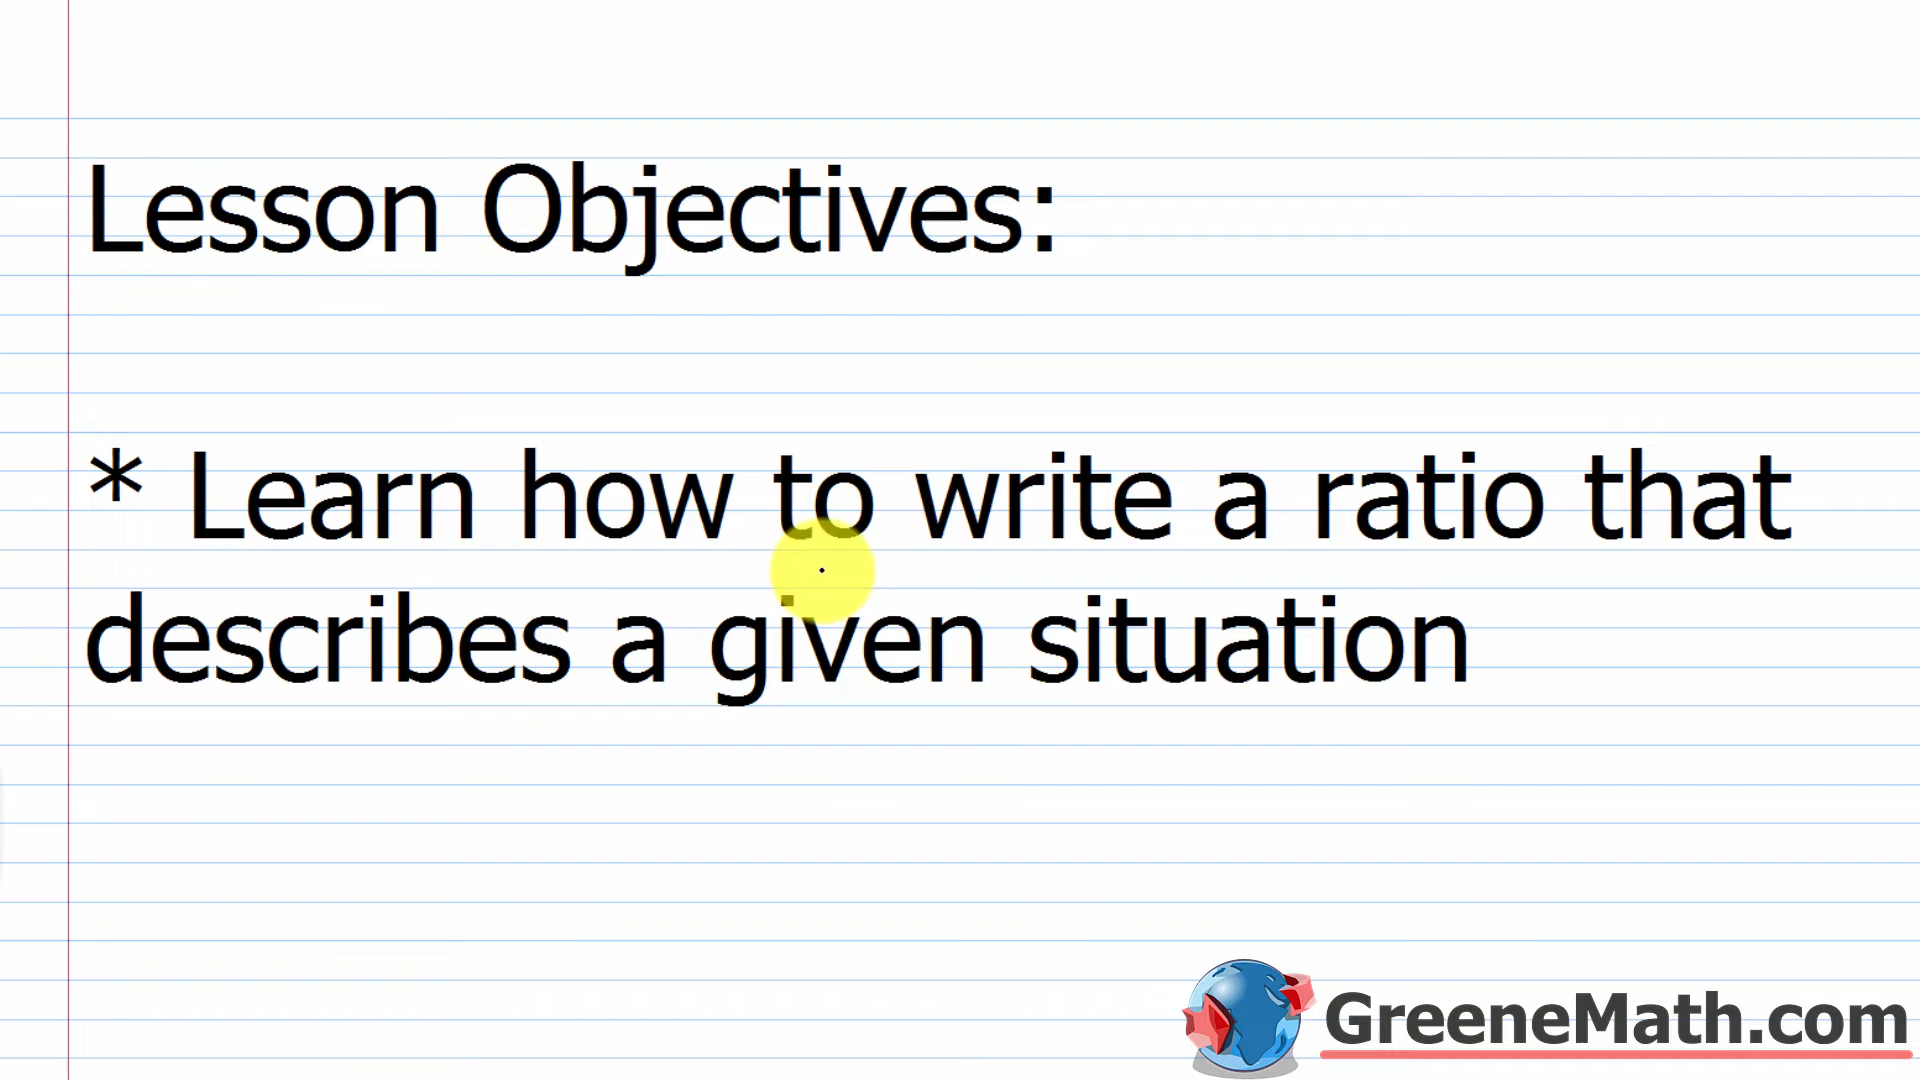 Lesson Objectives:
* Learn how to write a ratio that
describes a given situation
GreeneMath.com